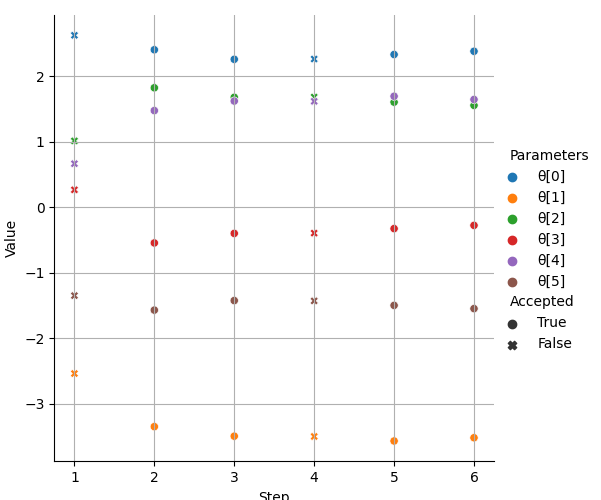 2
1
0
−1
−2
−3
Value
1 2 3 4 5 6
Step
Parameters
θ[0]
θ[1]
θ[2]
θ[3]
θ[4]
θ[5]
Accepted
True
False